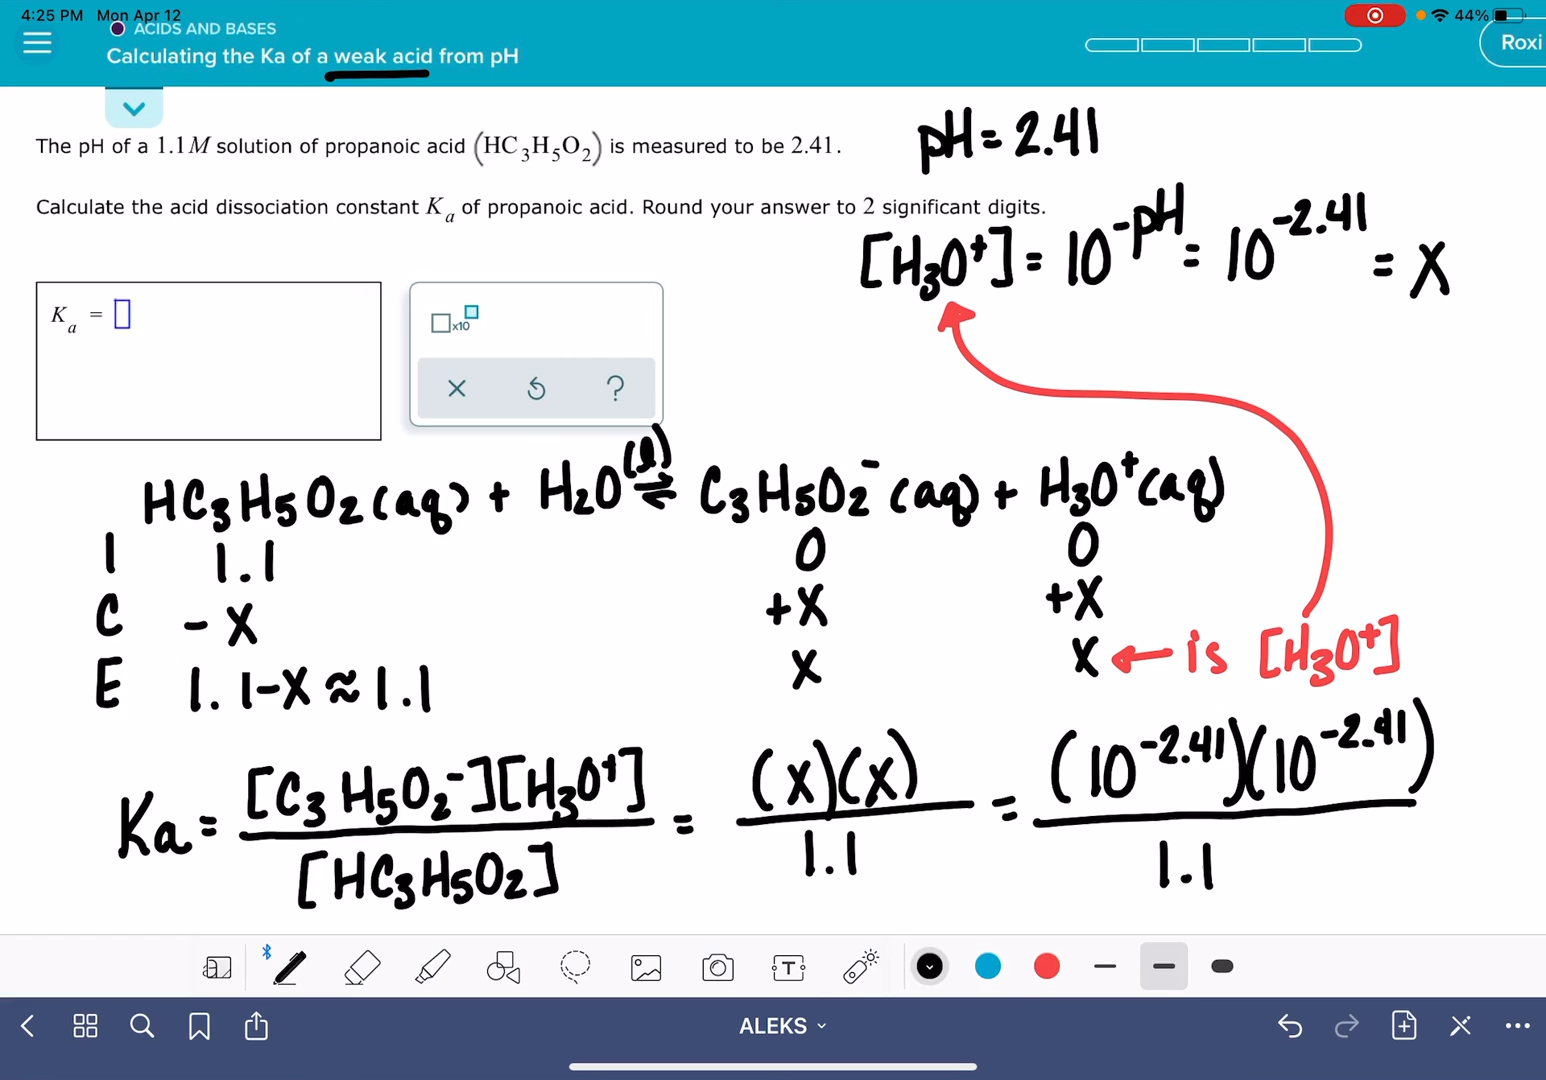 4:25 PM Mon Apr 12
44%
ACIDS AND BASES
Calculating the Ka of a weak acid from pH
Roxi
The pH of a 1.1 M solution of propanoic acid (HC₃H₅O₂) is measured to be 2.41.
pH = 2.41
Calculate the acid dissociation constant Kₐ of propanoic acid. Round your answer to 2 significant digits.
[H₃O⁺] = 10^-pH = 10^-2.41 = X
Kₐ = □
□x10^□
× ?
HC₃H₅O₂ (aq) + H₂O (l) ⇌ C₃H₅O₂⁻ (aq) + H₃O⁺ (aq)
I 1.1 0 0
C - X +X +X
E 1.1-X ≈ 1.1 X X ← is [H₃O⁺]
Ka = [C₃H₅O₂⁻][H₃O⁺] / [HC₃H₅O₂] = (X)(X) / 1.1 = (10^-2.41)(10^-2.41) / 1.1
a
T
ALEKS